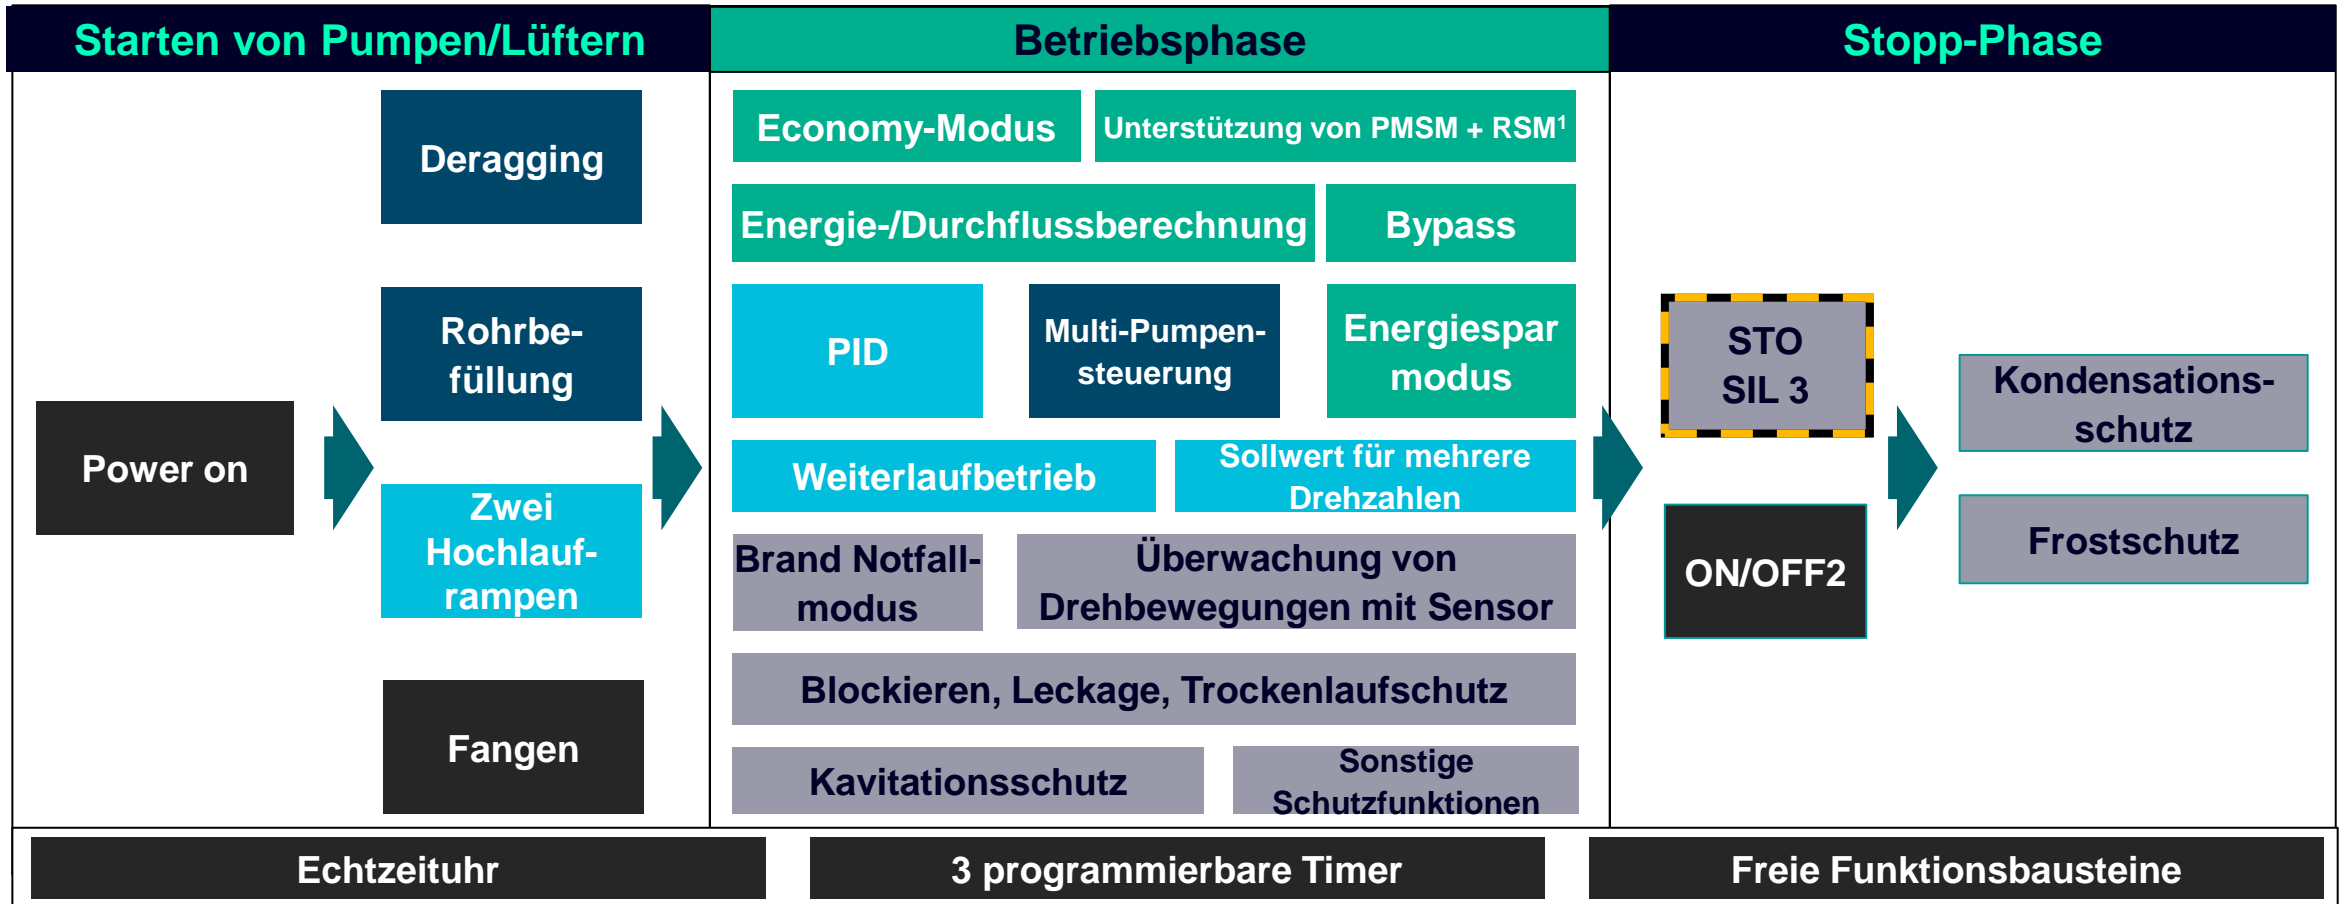 Starten von Pumpen/Lüftern
Betriebsphase
Stopp-Phase
Power on
Deragging
Rohrbe-
füllung
Zwei
Hochlauf-
rampen
Fangen
Economy-Modus
Unterstützung von PMSM + RSM¹
Energie-/Durchflussberechnung
Bypass
PID
Multi-Pumpen-
steuerung
Energiespar
modus
Weiterlaufbetrieb
Sollwert für mehrere
Drehzahlen
Brand Notfall-
modus
Überwachung von
Drehbewegungen mit Sensor
Blockieren, Leckage, Trockenlaufschutz
Kavitationsschutz
Sonstige
Schutzfunktionen
STO
SIL 3
ON/OFF2
Kondensations-
schutz
Frostschutz
Echtzeituhr
3 programmierbare Timer
Freie Funktionsbausteine